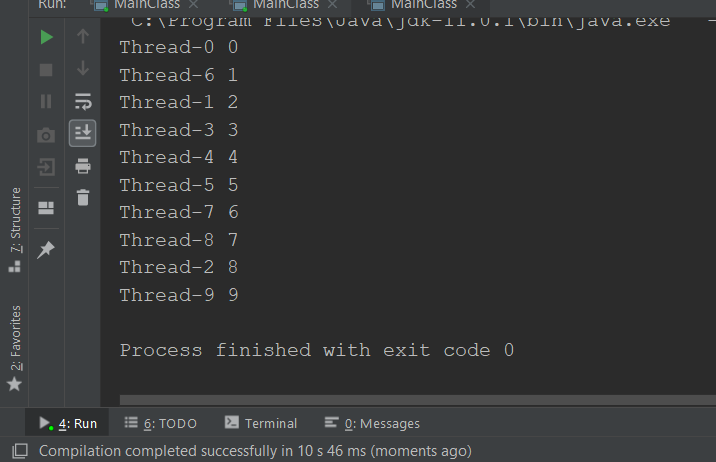 Run: MainClass MainClass MainClass
"C:\Program Files\Java\jdk-11.0.1\bin\java.exe"
Thread-0 0
Thread-6 1
Thread-1 2
Thread-3 3
Thread-4 4
Thread-5 5
Thread-7 6
Thread-8 7
Thread-2 8
Thread-9 9
Process finished with exit code 0
7: Structure
2: Favorites
4: Run 6: TODO Terminal 0: Messages
Compilation completed successfully in 10 s 46 ms (moments ago)